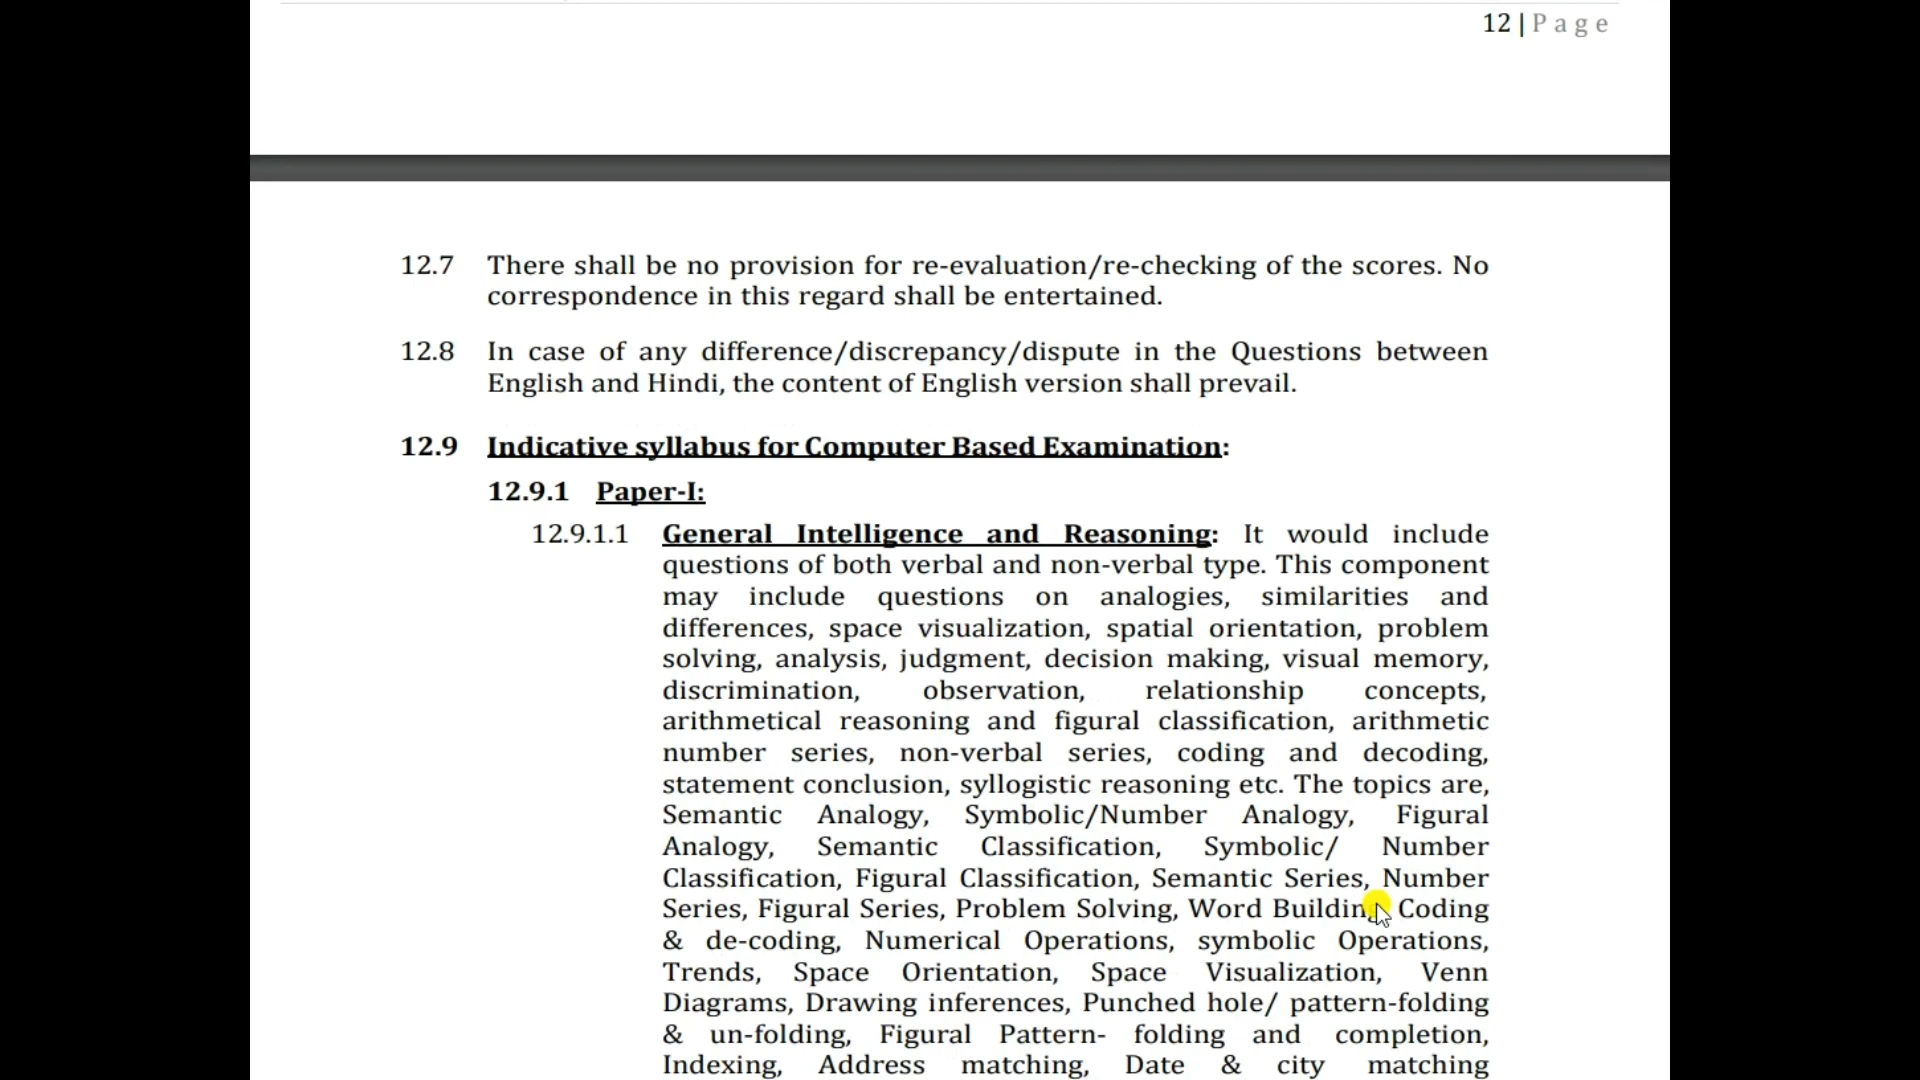 12 | P a g e
12.7 There shall be no provision for re-evaluation/re-checking of the scores. No
correspondence in this regard shall be entertained.
12.8 In case of any difference/discrepancy/dispute in the Questions between
English and Hindi, the content of English version shall prevail.
12.9 Indicative syllabus for Computer Based Examination:
12.9.1 Paper-I:
12.9.1.1 General Intelligence and Reasoning: It would include
questions of both verbal and non-verbal type. This component
may include questions on analogies, similarities and
differences, space visualization, spatial orientation, problem
solving, analysis, judgment, decision making, visual memory,
discrimination, observation, relationship concepts,
arithmetical reasoning and figural classification, arithmetic
number series, non-verbal series, coding and decoding,
statement conclusion, syllogistic reasoning etc. The topics are,
Semantic Analogy, Symbolic/Number Analogy, Figural
Analogy, Semantic Classification, Symbolic/ Number
Classification, Figural Classification, Semantic Series, Number
Series, Figural Series, Problem Solving, Word Building, Coding
& de-coding, Numerical Operations, symbolic Operations,
Trends, Space Orientation, Space Visualization, Venn
Diagrams, Drawing inferences, Punched hole/ pattern-folding
& un-folding, Figural Pattern- folding and completion,
Indexing, Address matching, Date & city matching